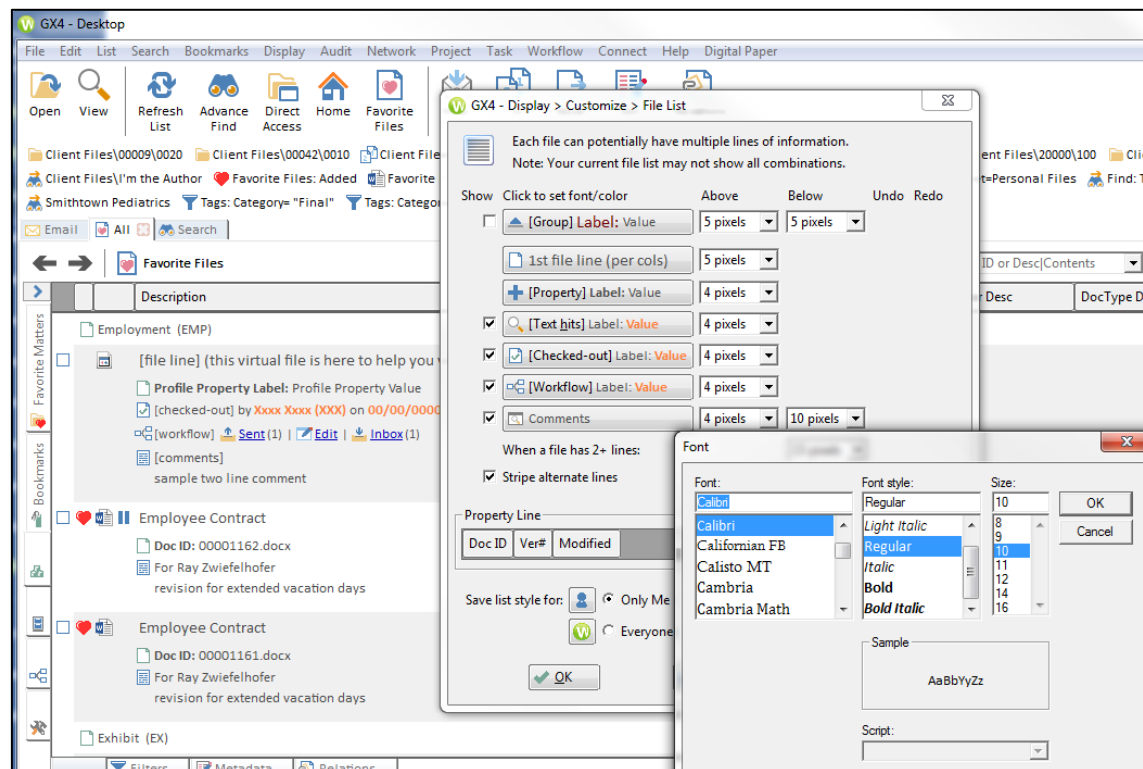 GX4 - Desktop
File Edit List Search Bookmarks Display Audit Network Project Task Workflow Connect Help Digital Paper
Open View Refresh List Advance Find Direct Access Home Favorite Files
Client Files\00009\0020 Client Files\00042\0010 Client File
ent Files\20000\100 Cli
Client Files\I'm the Author Favorite Files: Added Favorite
t=Personal Files Find: T
Smithtown Pediatrics Tags: Category= "Final" Tags: Catego
Email All Search
Favorite Files
ID or Desc|Contents
Description
r Desc DocType D
Favorite Matters
Bookmarks
Employment (EMP)
[file line] (this virtual file is here to help you v
Profile Property Label: Profile Property Value
[checked-out] by Xxxx Xxxx (XXX) on 00/00/0000
[workflow] Sent (1) | Edit | Inbox (1)
[comments]
sample two line comment
Employee Contract
Doc ID: 00001162.docx
For Ray Zwiefelhofer
revision for extended vacation days
Employee Contract
Doc ID: 00001161.docx
For Ray Zwiefelhofer
revision for extended vacation days
Exhibit (EX)
Filters Metadata Relations
GX4 - Display > Customize > File List
Each file can potentially have multiple lines of information.
Note: Your current file list may not show all combinations.
Show Click to set font/color Above Below Undo Redo
[Group] Label: Value 5 pixels 5 pixels
1st file line (per cols) 5 pixels
[Property] Label: Value 4 pixels
[Text hits] Label: Value 4 pixels
[Checked-out] Label: Value 4 pixels
[Workflow] Label: Value 4 pixels
Comments 4 pixels 10 pixels
When a file has 2+ lines:
Stripe alternate lines
Property Line
Doc ID Ver# Modified
Save list style for: Only Me
Everyone
OK
Font
Font: Font style: Size:
Calibri Regular 10
OK
Cancel
Calibri
Californian FB
Calisto MT
Cambria
Cambria Math
Light Italic
Regular
Italic
Bold
Bold Italic
8
9
10
11
12
14
16
Sample
AaBbYyZz
Script: